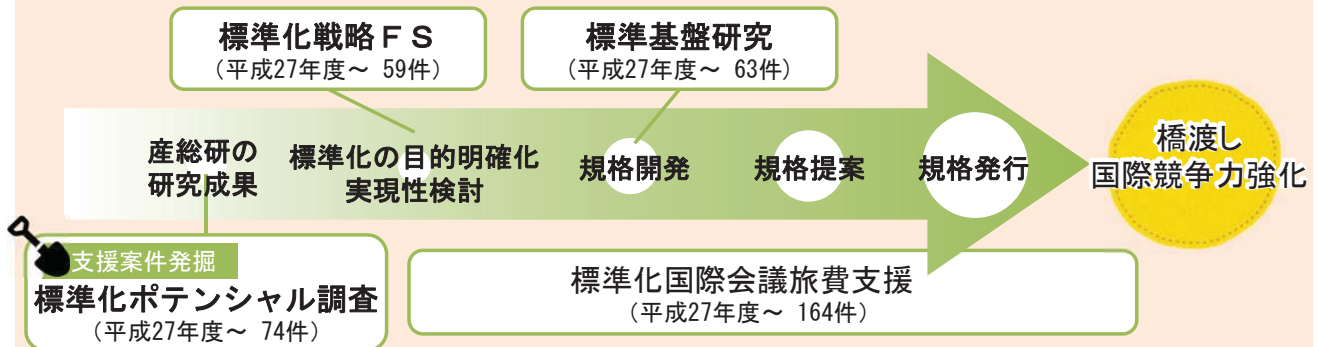 標準化戦略FS
(平成27年度～ 59件)
標準基盤研究
(平成27年度～ 63件)
産総研の
研究成果
標準化の目的明確化
実現性検討
規格開発
規格提案
規格発行
橋渡し
国際競争力強化
支援案件発掘
標準化ポテンシャル調査
(平成27年度～ 74件)
標準化国際会議旅費支援
(平成27年度～ 164件)